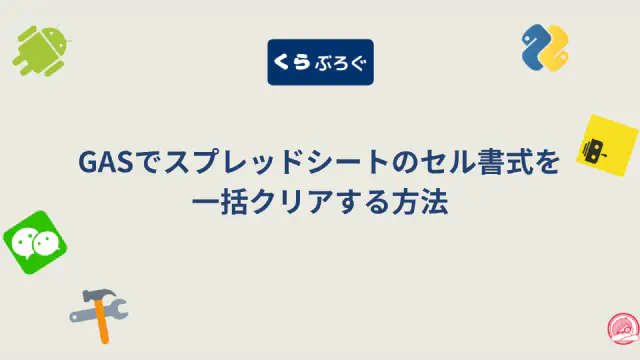 くらぶろぐ
GASでスプレッドシートのセル書式を
一括クリアする方法